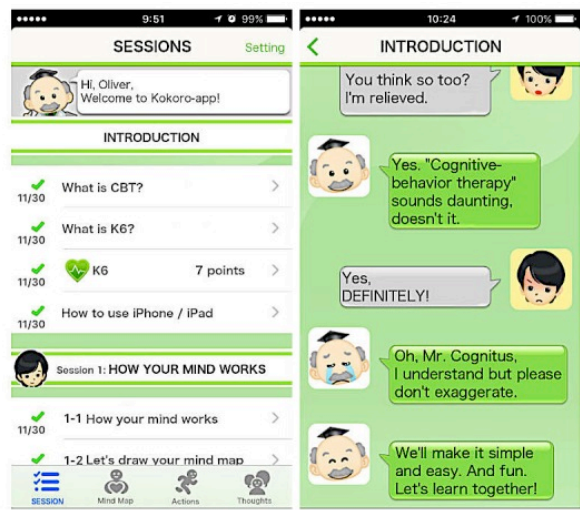 9:51
99%
SESSIONS
Setting
Hi, Oliver,
Welcome to Kokoro-app!
INTRODUCTION
11/30
What is CBT?
11/30
What is K6?
11/30
K6
7 points
11/30
How to use iPhone / iPad
Session 1: HOW YOUR MIND WORKS
11/30
1-1 How your mind works
1-2 Let's draw your mind map
SESSION
Mind Map
Actions
Thoughts
10:24
100%
INTRODUCTION
You think so too?
I'm relieved.
Yes. "Cognitive-
behavior therapy"
sounds daunting,
doesn't it.
Yes,
DEFINITELY!
Oh, Mr. Cognitus,
I understand but please
don't exaggerate.
We'll make it simple
and easy. And fun.
Let's learn together!